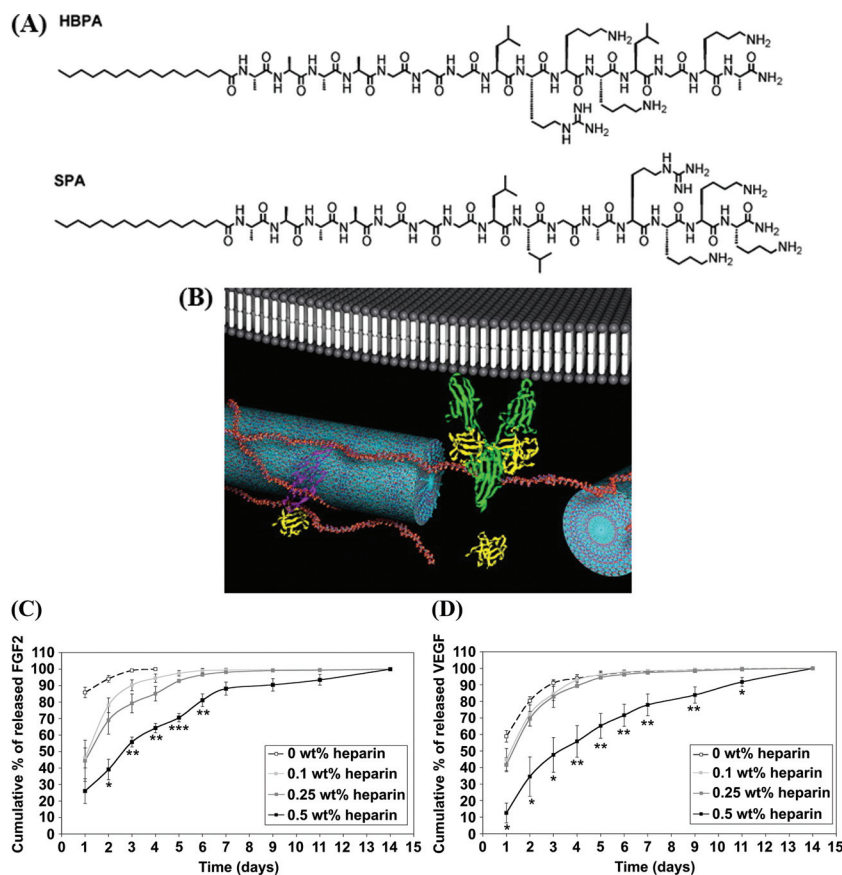 (A)
HBPA
O H N O H N O H N O H N O H N O H N O H N O NH2
NH2 NH2
NH NH2 N H NH2
SPA
N H NH2 NH NH2
O H N O H N O H N O H N O H N O H N O H N O NH2
NH2 NH2
(B)
(C)
Cumulative % of released FGF2
110
100
90
80
70
60
50
40
30
20
10
0
0 wt% heparin
0.1 wt% heparin
0.25 wt% heparin
0.5 wt% heparin
* ** ** *** **
0 1 2 3 4 5 6 7 8 9 10 11 12 13 14 15
Time (days)
(D)
Cumulative % of released VEGF
110
100
90
80
70
60
50
40
30
20
10
0
0 wt% heparin
0.1 wt% heparin
0.25 wt% heparin
0.5 wt% heparin
* * * ** ** ** ** ** *
0 1 2 3 4 5 6 7 8 9 10 11 12 13 14 15
Time (days)